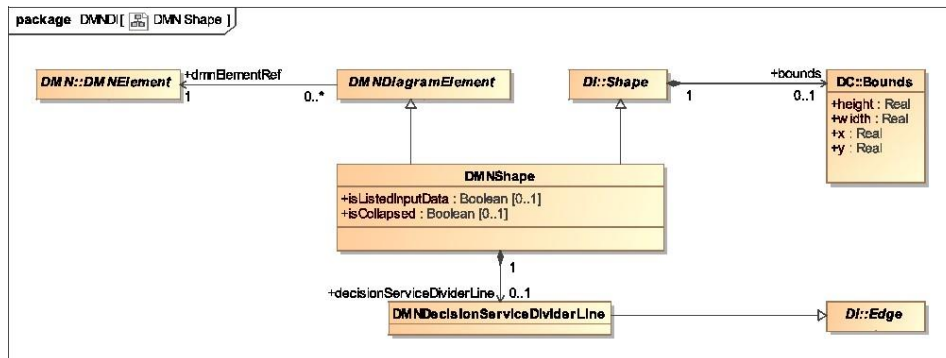 package DMNDI[ DMN Shape ]
DMN::DMNElement
+dmnElementRef
1
0..*
DMNDiagramElement
DI::Shape
1
+bounds
0..1
DC::Bounds
+height : Real
+width : Real
+x : Real
+y : Real
DMNShape
+isListedInputData : Boolean [0..1]
+isCollapsed : Boolean [0..1]
1
+decisionServiceDividerLine
0..1
DMNDecisionServiceDividerLine
DI::Edge